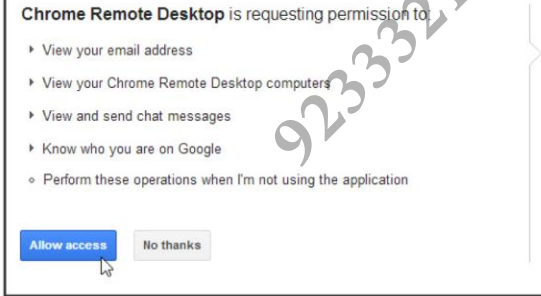 Chrome Remote Desktop is requesting permission to:
View your email address
View your Chrome Remote Desktop computers
View and send chat messages
Know who you are on Google
Perform these operations when I'm not using the application
Allow access No thanks